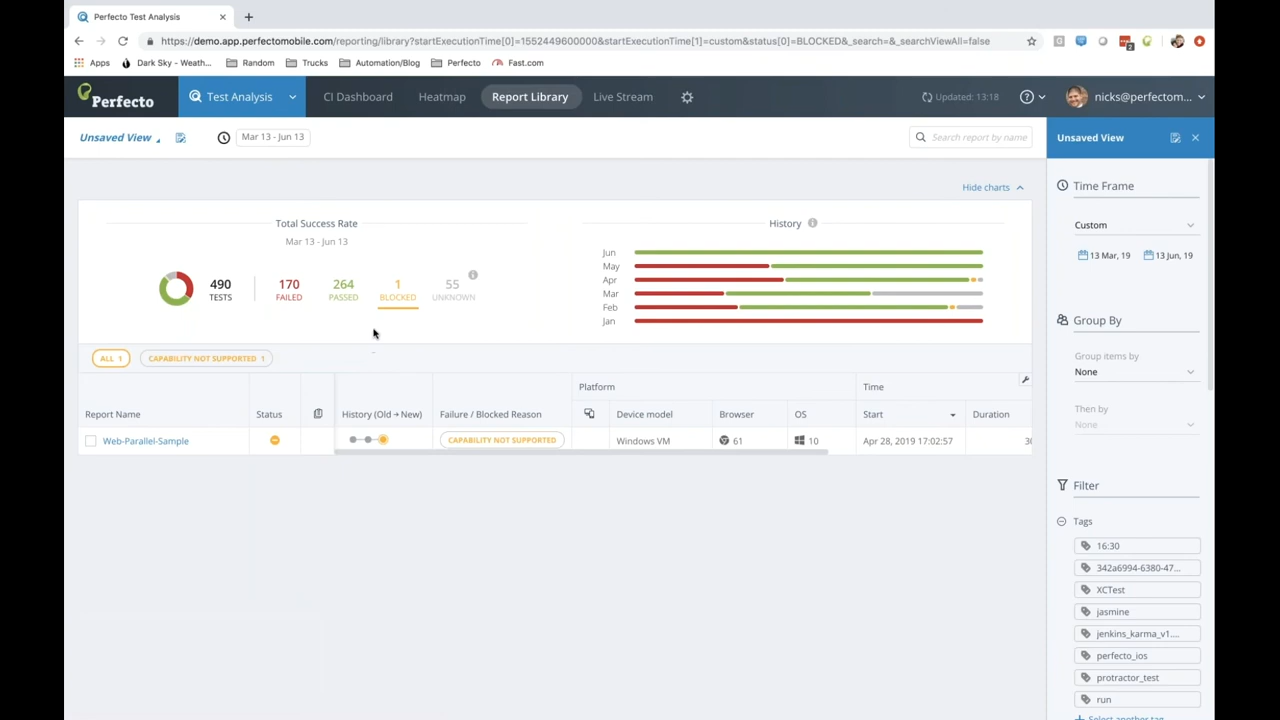 Perfecto Test Analysis
https://demo.app.perfectomobile.com/reporting/library?startExecutionTime[0]=1552449600000&startExecutionTime[1]=custom&status[0]=BLOCKED&_search=&_searchViewAll=false
2
Apps Dark Sky - Weath... Random Trucks Automation/Blog Perfecto Fast.com
Perfecto Test Analysis CI Dashboard Heatmap Report Library Live Stream Updated: 13:18 nicks@perfectom...
Unsaved View Mar 13 - Jun 13 Search report by name
Hide charts
Total Success Rate
Mar 13 - Jun 13
490 170 264 1 55
TESTS FAILED PASSED BLOCKED UNKNOWN
History
Jun
May
Apr
Mar
Feb
Jan
ALL 1 CAPABILITY NOT SUPPORTED 1
Platform Time
Report Name Status History (Old → New) Failure / Blocked Reason Device model Browser OS Start Duration
Web-Parallel-Sample CAPABILITY NOT SUPPORTED Windows VM 61 10 Apr 28, 2019 17:02:57
Unsaved View
Time Frame
Custom
13 Mar, 19 13 Jun, 19
Group By
Group items by
None
Then by
None
Filter
Tags
16:30
342a6994-6380-47...
XCTest
jasmine
jenkins_karma_v1....
perfecto_ios
protractor_test
run
Select another tag